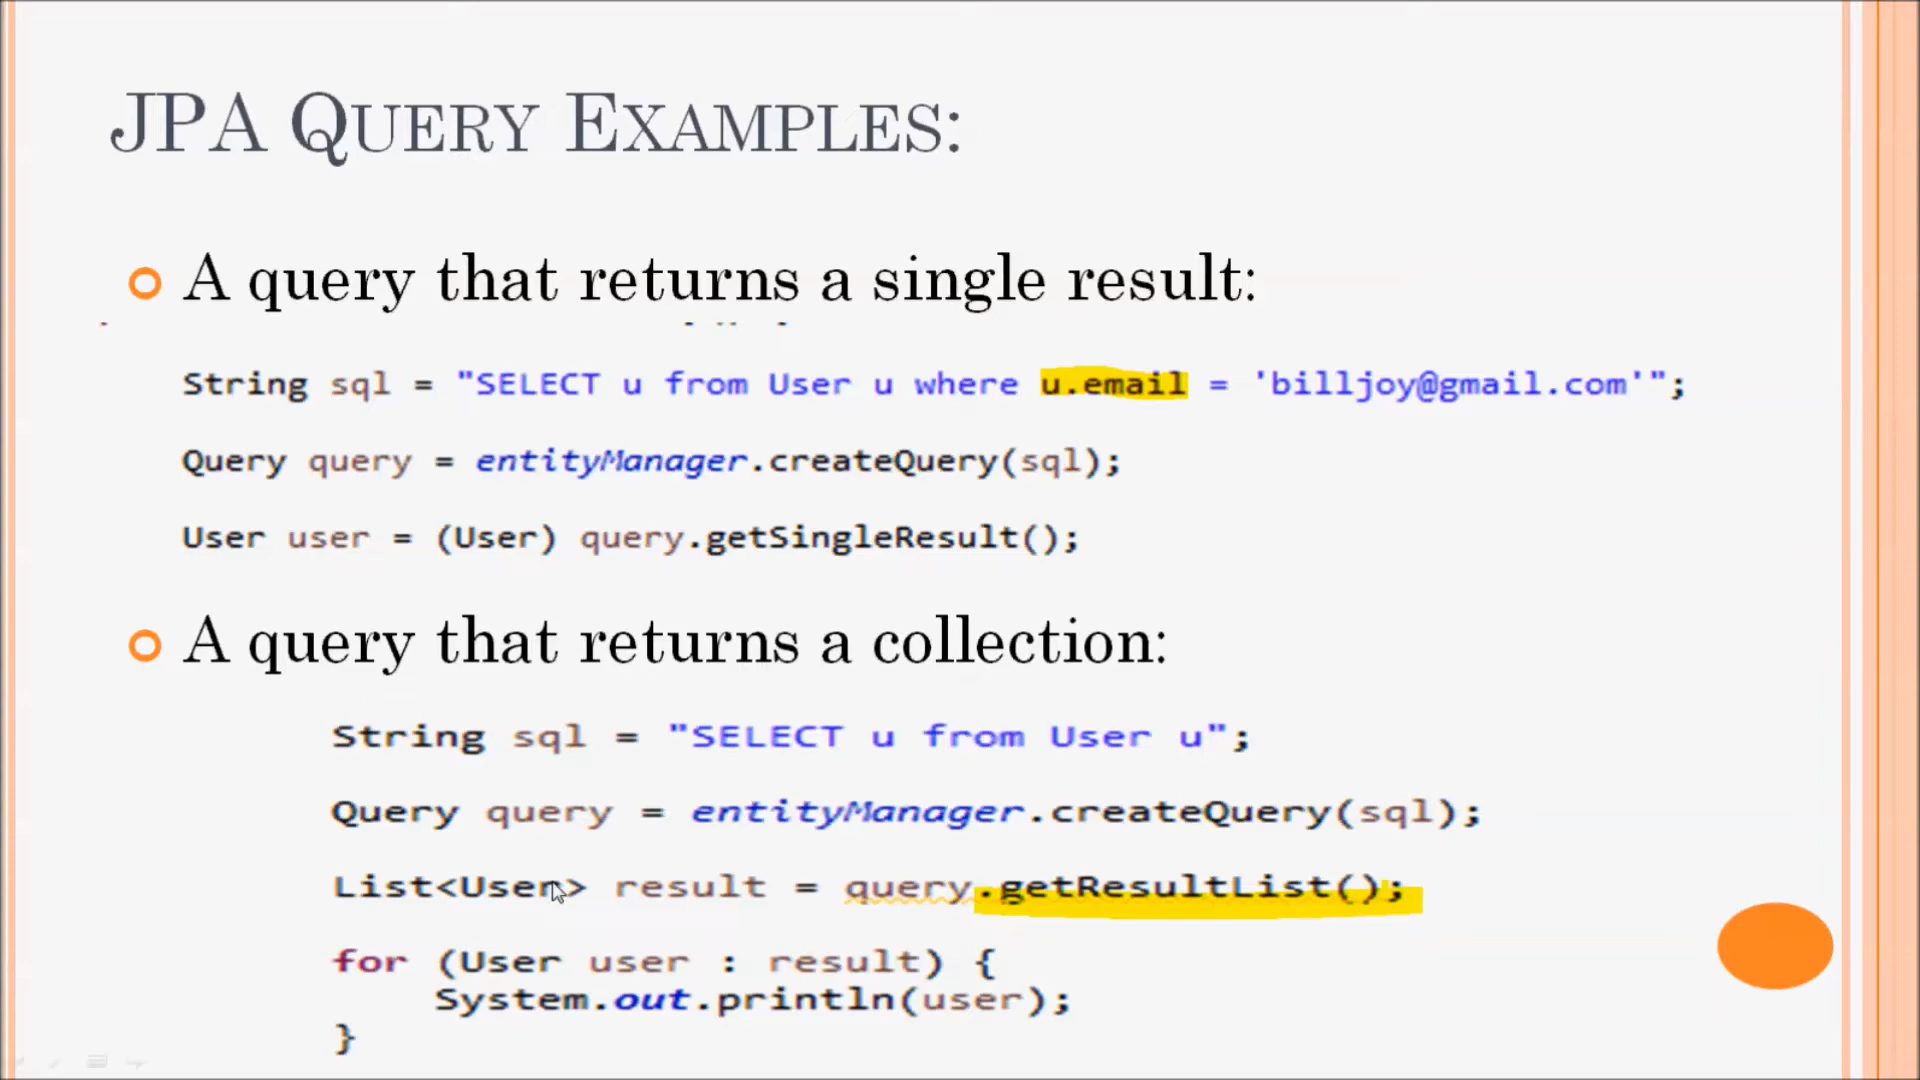 JPA QUERY EXAMPLES:
A query that returns a single result:
String sql = "SELECT u from User u where u.email = 'billjoy@gmail.com'";
Query query = entityManager.createQuery(sql);
User user = (User) query.getSingleResult();
A query that returns a collection:
String sql = "SELECT u from User u";
Query query = entityManager.createQuery(sql);
List<User> result = query.getResultList();
for (User user : result) {
System.out.println(user);
}